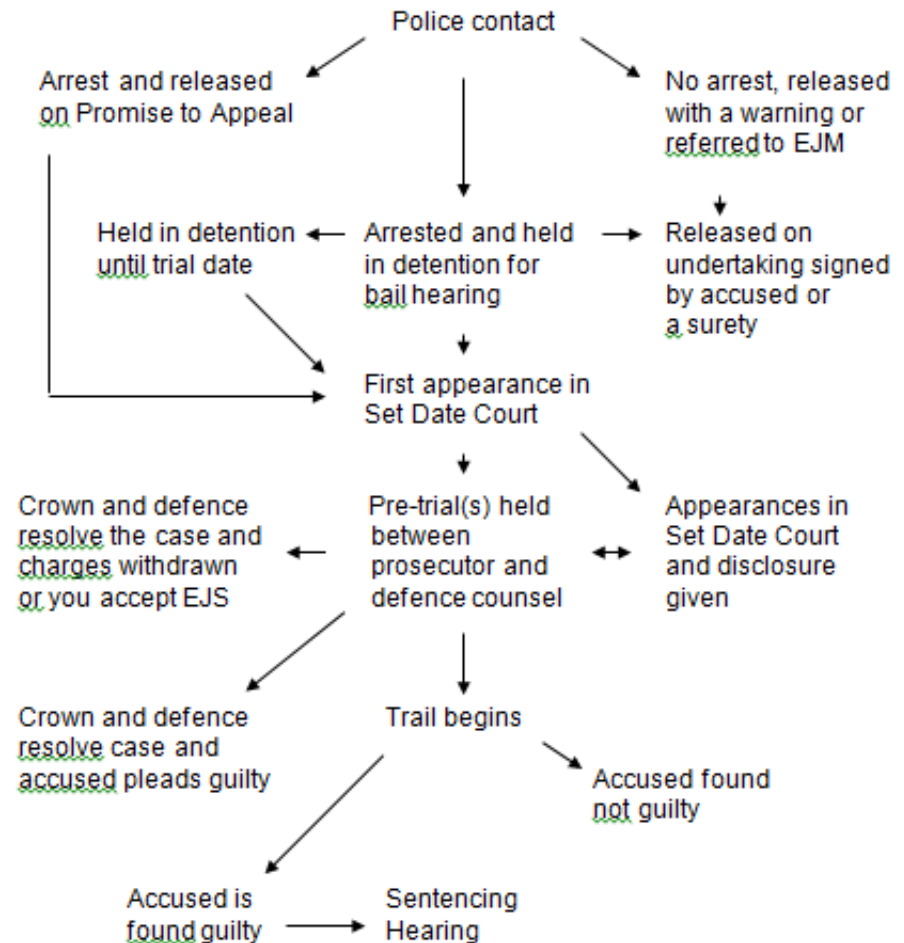 Police contact
Arrest and released
on Promise to Appeal
No arrest, released
with a warning or
referred to EJM
Held in detention
until trial date
Arrested and held
in detention for
bail hearing
Released on
undertaking signed
by accused or
a surety
First appearance in
Set Date Court
Crown and defence
resolve the case and
charges withdrawn
or you accept EJS
Pre-trial(s) held
between
prosecutor and
defence counsel
Appearances in
Set Date Court
and disclosure
given
Crown and defence
resolve case and
accused pleads guilty
Trail begins
Accused found
not guilty
Accused is
found guilty
Sentencing
Hearing